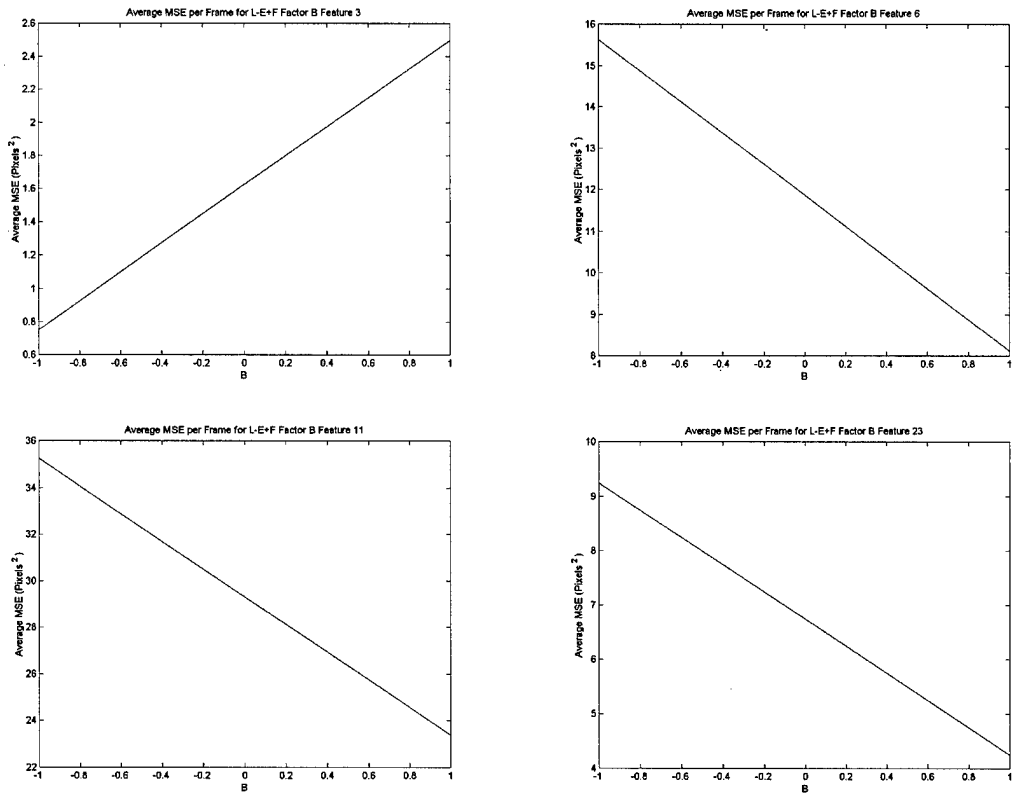 Average MSE per Frame for L-E+F Factor B Feature 3
2.6
2.4
2.2
2
1.8
1.6
1.4
1.2
1
0.8
0.6
Average MSE (Pixels ²)
-1 -0.8 -0.6 -0.4 -0.2 0 0.2 0.4 0.6 0.8 1
B
Average MSE per Frame for L-E+F Factor B Feature 6
16
15
14
13
12
11
10
9
8
Average MSE (Pixels ²)
-1 -0.8 -0.6 -0.4 -0.2 0 0.2 0.4 0.6 0.8 1
B
Average MSE per Frame for L-E+F Factor B Feature 11
36
34
32
30
28
26
24
22
Average MSE (Pixels ²)
-1 -0.8 -0.6 -0.4 -0.2 0 0.2 0.4 0.6 0.8 1
B
Average MSE per Frame for L-E+F Factor B Feature 23
10
9
8
7
6
5
4
Average MSE (Pixels ²)
-1 -0.8 -0.6 -0.4 -0.2 0 0.2 0.4 0.6 0.8 1
B